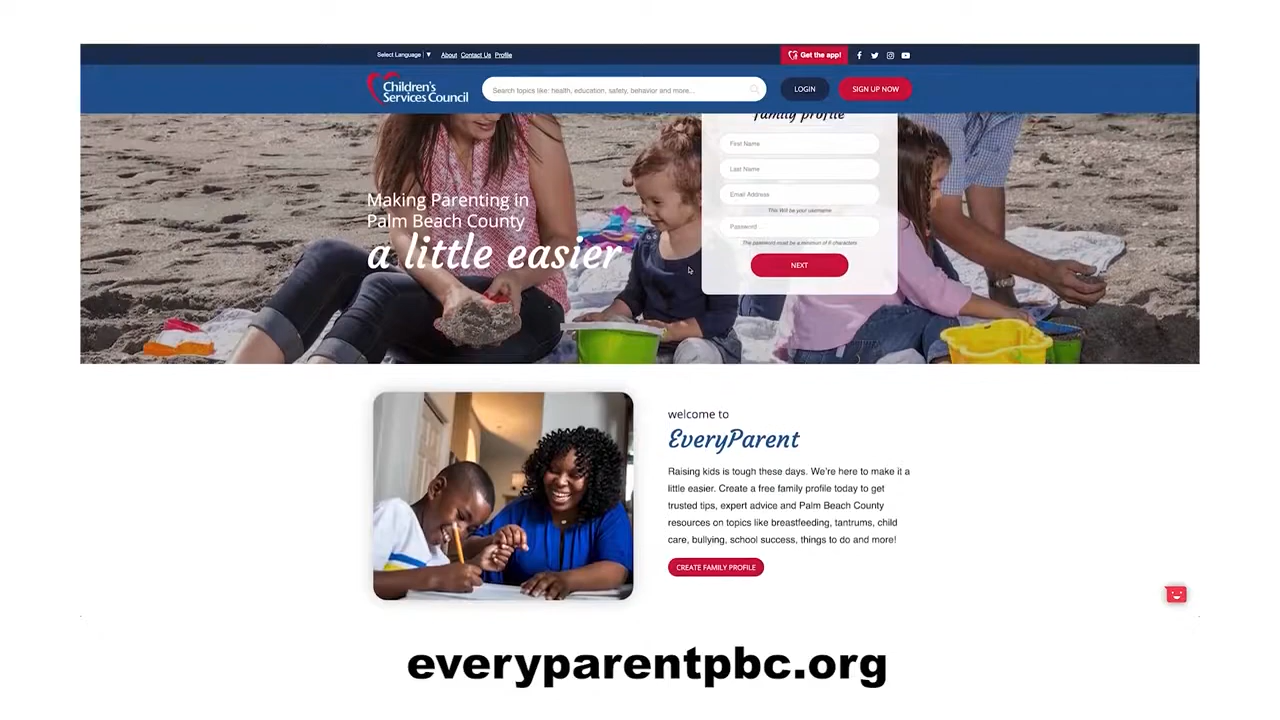 Select Language ▼
About Contact Us Profile
Get the app!
Children's
Services Council
Search topics like: health, education, safety, behavior and more...
LOGIN
SIGN UP NOW
family profile
First Name
Last Name
Email Address
This will be your username
Password
The password must be a minimum of 6 characters
NEXT
Making Parenting in
Palm Beach County
a little easier
welcome to
EveryParent
Raising kids is tough these days. We're here to make it a
little easier. Create a free family profile today to get
trusted tips, expert advice and Palm Beach County
resources on topics like breastfeeding, tantrums, child
care, bullying, school success, things to do and more!
CREATE FAMILY PROFILE
everyparentpbc.org